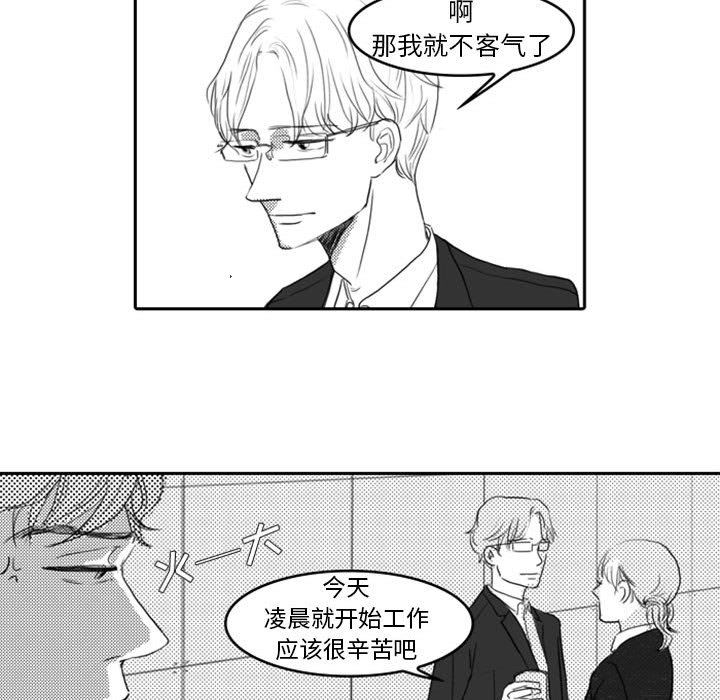 啊
那我就不客气了
火一大
今天
凌晨就开始工作
应该很辛苦吧